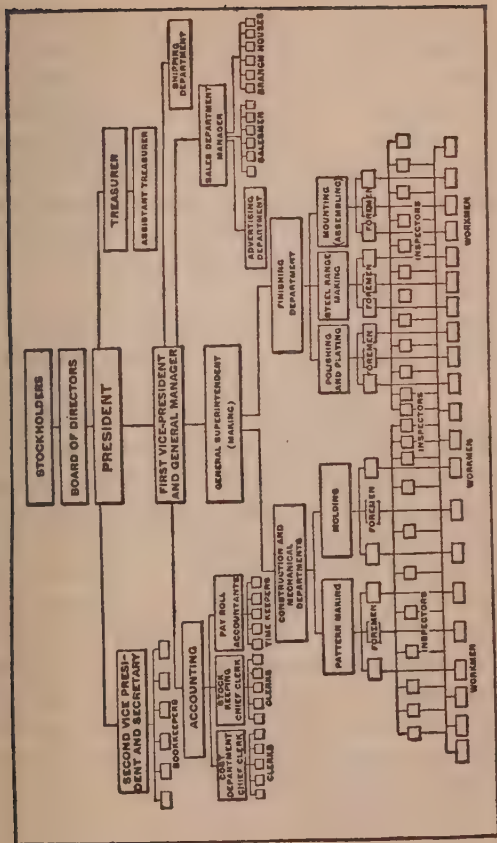 STOCKHOLDERS
BOARD OF DIRECTORS
PRESIDENT
SECOND VICE PRESI-
DENT AND SECRETARY
BOOKKEEPERS
TREASURER
ASSISTANT TREASURER
FIRST VICE-PRESIDENT
AND GENERAL MANAGER
ACCOUNTING
COST
DEPARTMENT
CHIEF CLERK
CLERKS
STOCK
KEEPING
CHIEF CLERK
CLERKS
PAY ROLL
ACCOUNTANTS
TIME KEEPERS
GENERAL SUPERINTENDENT
(MAKING)
SHIPPING
DEPARTMENT
SALES DEPARTMENT
MANAGER
ADVERTISING
DEPARTMENT
SALESMEN
BRANCH HOUSES
CONSTRUCTION AND
MECHANICAL
DEPARTMENTS
FINISHING
DEPARTMENT
PATTERN MAKING
MOLDING
POLISHING
AND PLATING
STEEL RANGE
MAKING
MOUNTING
(ASSEMBLING)
FOREMEN
FOREMEN
FOREMEN
FOREMEN
FOREMEN
INSPECTORS
INSPECTORS
INSPECTORS
WORKMEN
WORKMEN
WORKMEN